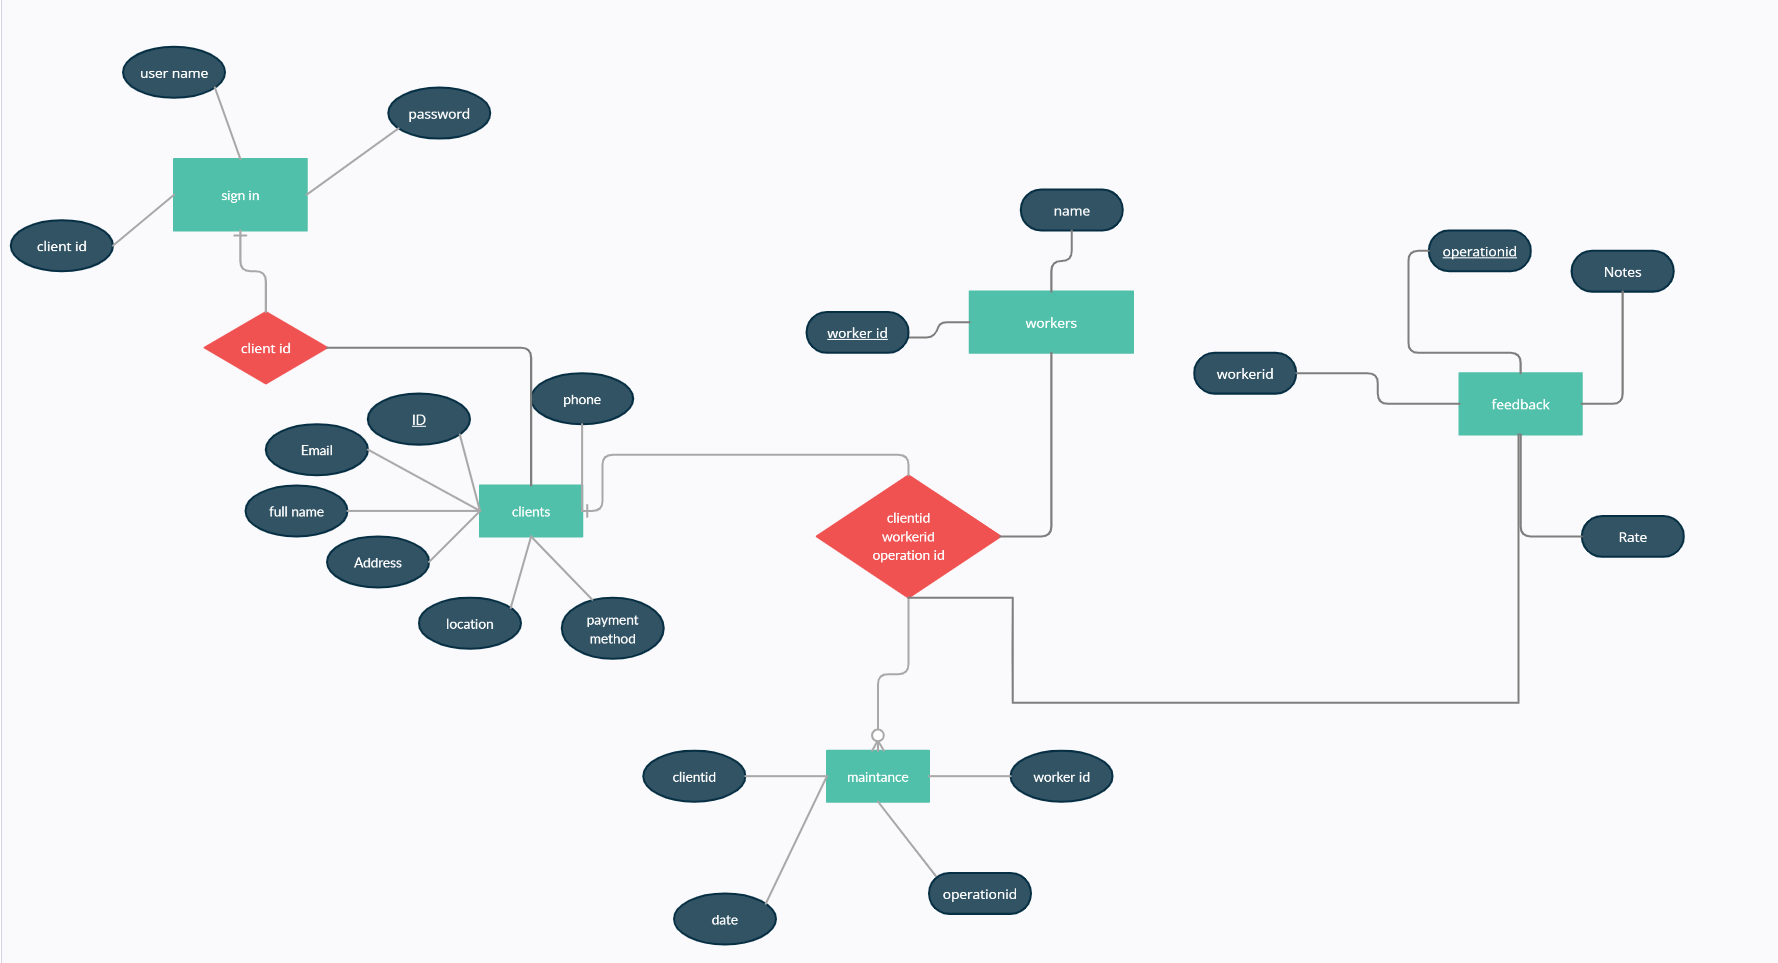 user name
password
sign in
client id
client id
name
worker id
workers
operationid
Notes
workerid
feedback
Rate
ID
phone
Email
full name
clients
Address
location
payment
method
clientid
workerid
operation id
clientid
maintance
worker id
operationid
date